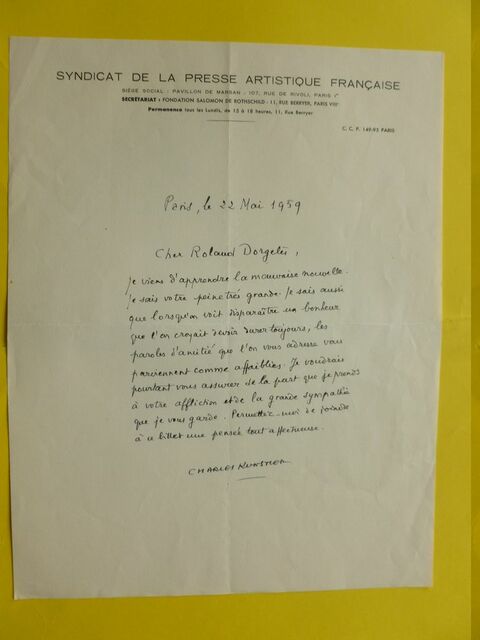 SYNDICAT DE LA PRESSE ARTISTIQUE FRANÇAISE
SIÈGE SOCIAL : PAVILLON DE MARSAN - 107, RUE DE RIVOLI, PARIS 1er
SECRÉTARIAT : FONDATION SALOMON DE ROTHSCHILD - 11, RUE BERRYER, PARIS VIIIe
Permanence tous les Lundis, de 15 à 18 heures, 11, Rue Berryer
C. C. P. 149-93 PARIS
Paris, le 22 Mai 1959
Cher Roland Dorgelès,
Je viens d'apprendre la mauvaise nouvelle.
Je sais votre peine très grande. Je sais aussi
que lorsqu'on voit disparaître un bonheur
que l'on croyait devoir durer toujours, les
paroles d'amitié que l'on vous adresse vous
parviennent comme affaiblies. Je voudrais
pourtant vous assurer de la part que je prends
à votre affliction et de la grande sympathie
que je vous garde. Permettez-moi de joindre
à ce billet une pensée tout affectueuse.
CHARLES KUNSTLER